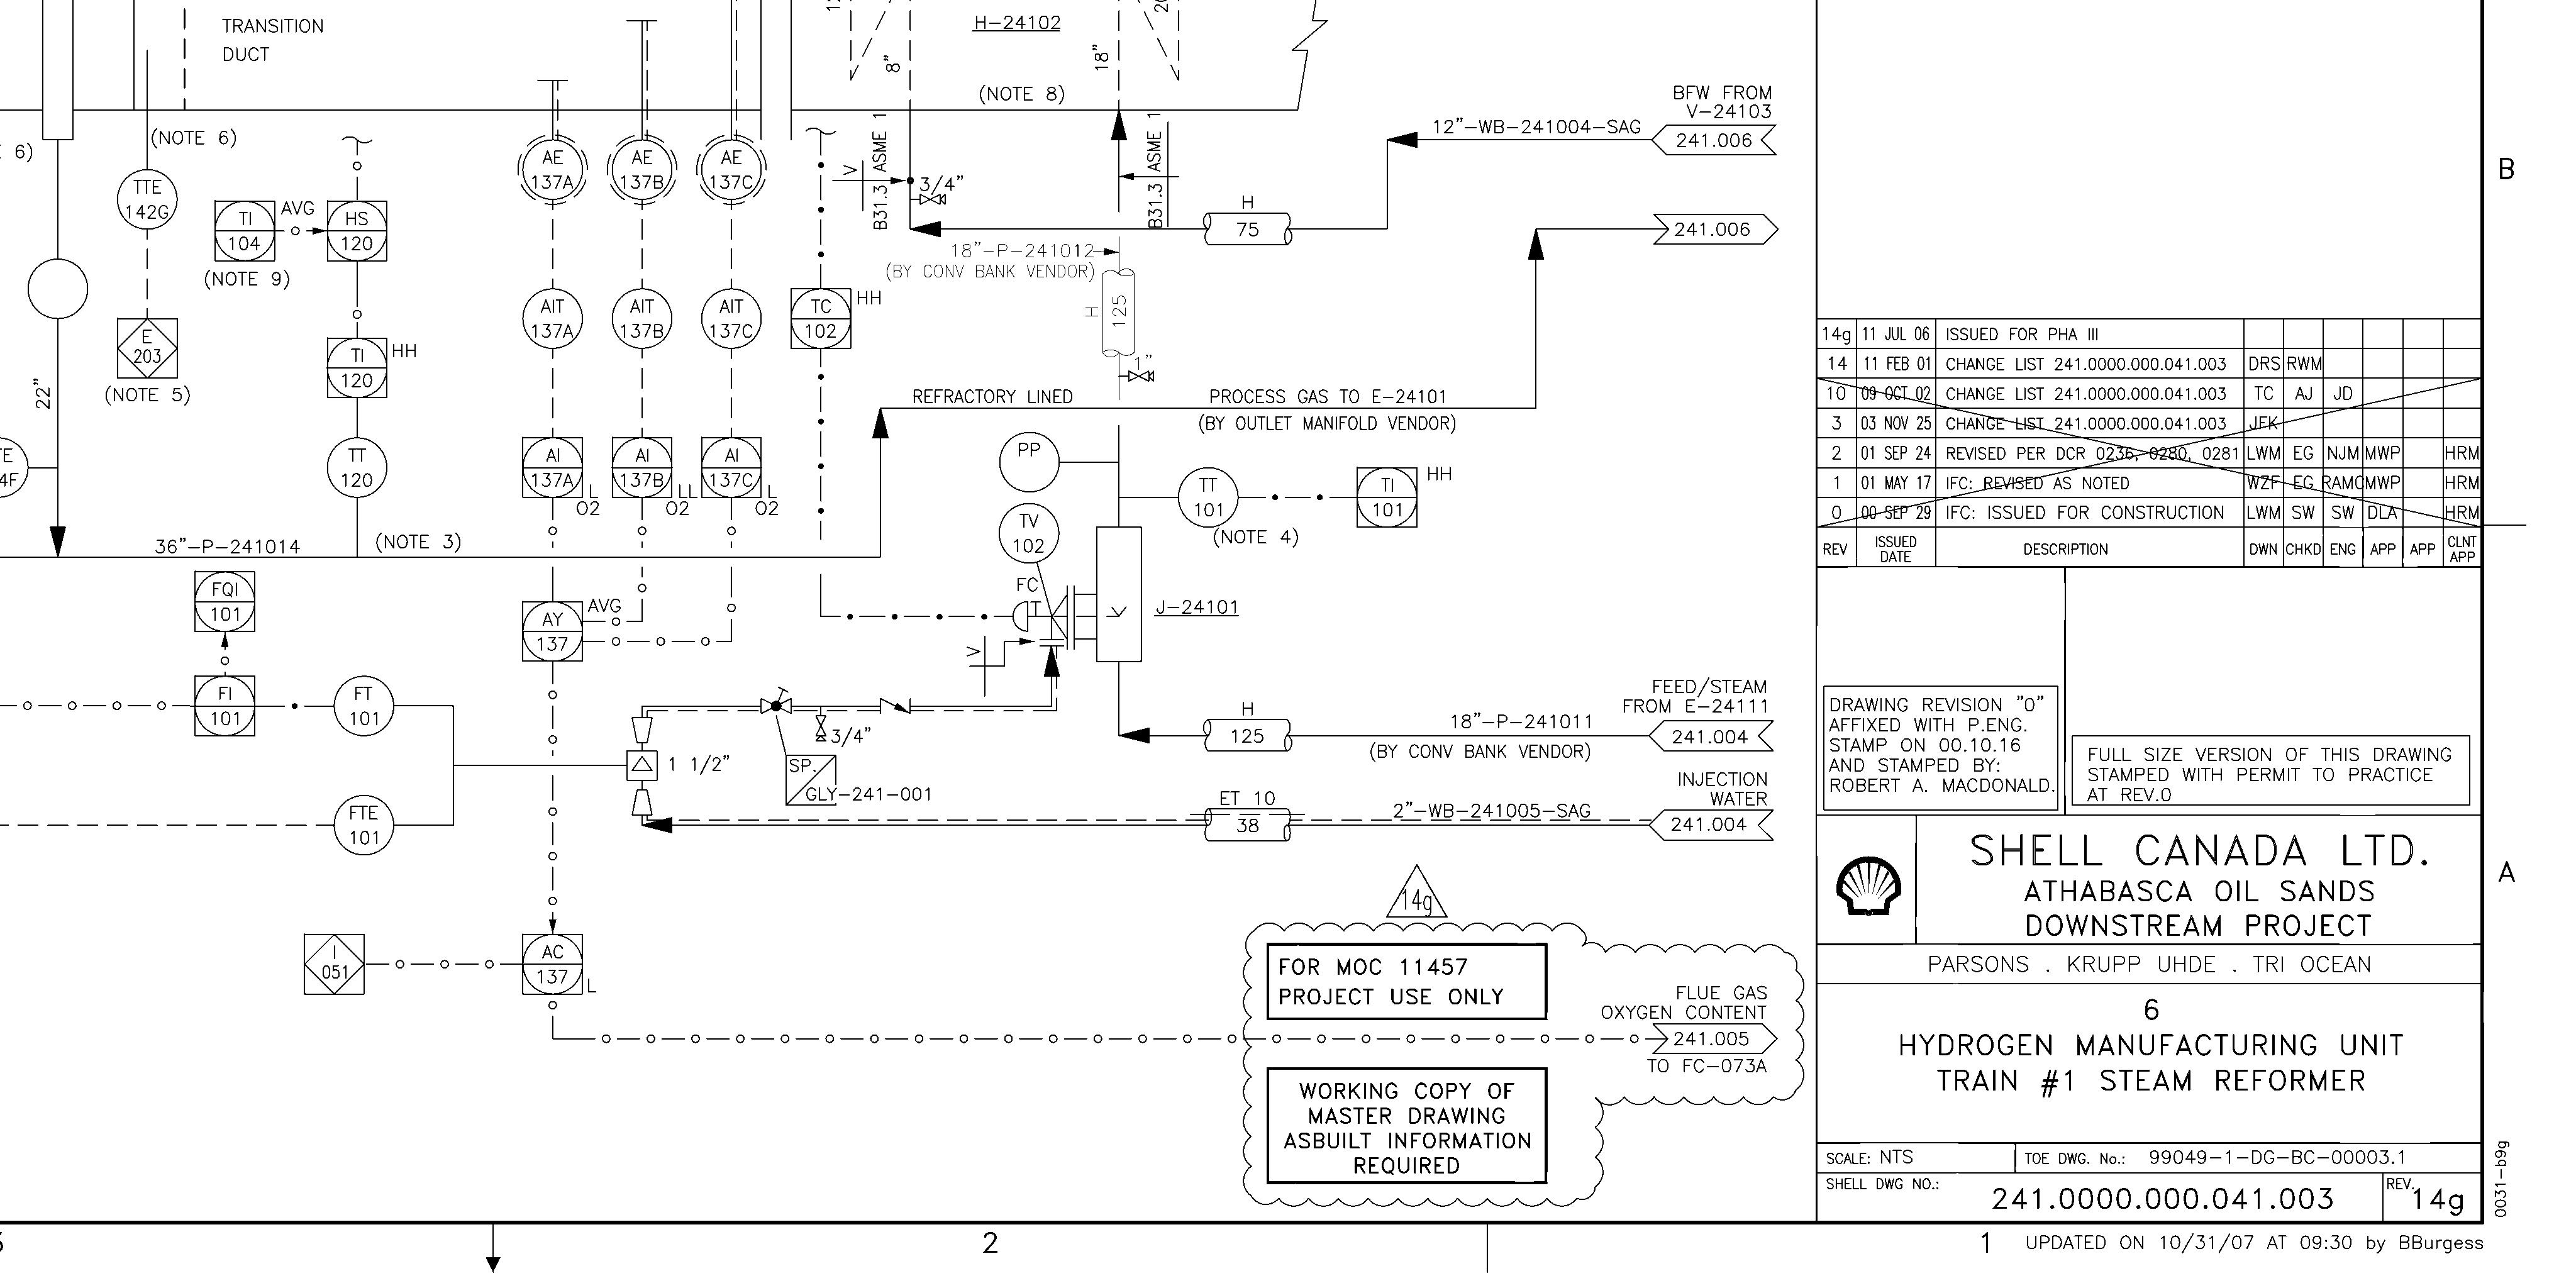 TRANSITION
DUCT
H-24102
8"
18"
(NOTE 8)
(NOTE 6)
6)
TTE
142G
E
203
(NOTE 5)
22"
TI
104
AVG
(NOTE 9)
HS
120
TI
120
HH
TT
120
(NOTE 3)
36"-P-241014
AE
137A
AE
137B
AE
137C
AIT
137A
AIT
137B
AIT
137C
AI
137A
L
O2
AI
137B
LL
O2
AI
137C
L
O2
TC
102
HH
V
B31.3 ASME 1
3/4"
B31.3 ASME 1
BFW FROM
V-24103
12"-WB-241004-SAG
241.006
H
75
241.006
18"-P-241012
(BY CONV BANK VENDOR)
H
125
1"
REFRACTORY LINED
PROCESS GAS TO E-24101
(BY OUTLET MANIFOLD VENDOR)
PP
TT
101
(NOTE 4)
TI
101
HH
TV
102
FC
T
J-24101
V
FQI
101
FI
101
FT
101
FTE
101
AY
137
AVG
1 1/2"
3/4"
SP.
GLY-241-001
FEED/STEAM
FROM E-24111
18"-P-241011
241.004
(BY CONV BANK VENDOR)
H
125
INJECTION
WATER
2"-WB-241005-SAG
241.004
ET 10
38
I
051
AC
137
L
14g
FOR MOC 11457
PROJECT USE ONLY
FLUE GAS
OXYGEN CONTENT
241.005
TO FC-073A
WORKING COPY OF
MASTER DRAWING
ASBUILT INFORMATION
REQUIRED
14g 11 JUL 06 ISSUED FOR PHA III
14 11 FEB 01 CHANGE LIST 241.0000.000.041.003 DRS RWM
10 09 OCT 02 CHANGE LIST 241.0000.000.041.003 TC AJ JD
3 03 NOV 25 CHANGE LIST 241.0000.000.041.003 JFK
2 01 SEP 24 REVISED PER DCR 0236, 0280, 0281 LWM EG NJM MWP HRM
1 01 MAY 17 IFC: REVISED AS NOTED WZF EG RAMC MWP HRM
0 00 SEP 29 IFC: ISSUED FOR CONSTRUCTION LWM SW SW DLA HRM
REV ISSUED DATE DESCRIPTION DWN CHKD ENG APP APP CLNT APP
DRAWING REVISION "0"
AFFIXED WITH P.ENG.
STAMP ON 00.10.16
AND STAMPED BY:
ROBERT A. MACDONALD.
FULL SIZE VERSION OF THIS DRAWING
STAMPED WITH PERMIT TO PRACTICE
AT REV.0
SHELL CANADA LTD.
ATHABASCA OIL SANDS
DOWNSTREAM PROJECT
PARSONS . KRUPP UHDE . TRI OCEAN
6
HYDROGEN MANUFACTURING UNIT
TRAIN #1 STEAM REFORMER
SCALE: NTS
TOE DWG. No.: 99049-1-DG-BC-00003.1
SHELL DWG NO.:
241.0000.000.041.003
REV.
14g
0031-b9g
B
A
2
1
UPDATED ON 10/31/07 AT 09:30 by BBurgess